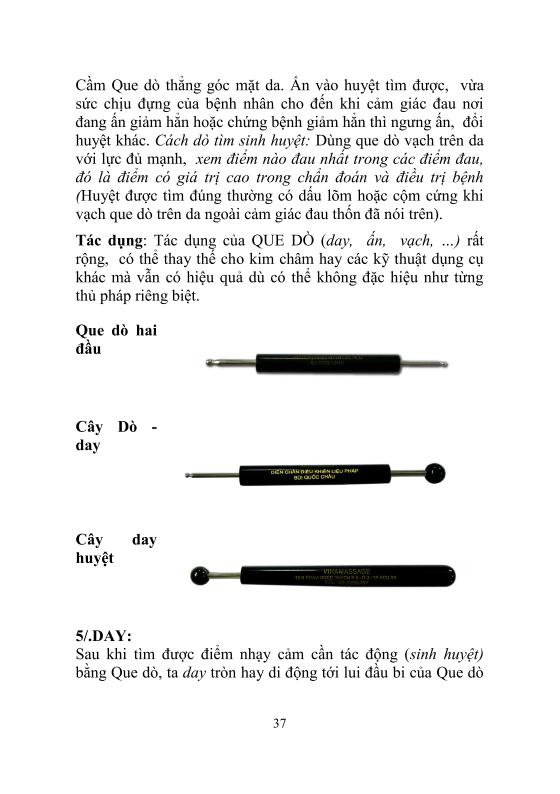 Cầm Que dò thẳng góc mặt da. Ấn vào huyệt tìm được, vừa
sức chịu đựng của bệnh nhân cho đến khi cảm giác đau nơi
đang ấn giảm hẳn hoặc chứng bệnh giảm hẳn thì ngưng ấn, đổi
huyệt khác. Cách dò tìm sinh huyệt: Dùng que dò vạch trên da
với lực đủ mạnh, xem điểm nào đau nhất trong các điểm đau,
đó là điểm có giá trị cao trong chẩn đoán và điều trị bệnh
(Huyệt được tìm đúng thường có dấu lõm hoặc cộm cứng khi
vạch que dò trên da ngoài cảm giác đau thốn đã nói trên).
Tác dụng: Tác dụng của QUE DÒ (day, ấn, vạch, ...) rất
rộng, có thể thay thế cho kim châm hay các kỹ thuật dụng cụ
khác mà vẫn có hiệu quả dù có thể không đặc hiệu như từng
thủ pháp riêng biệt.
Que dò hai
đầu
Cây Dò -
day
DIỆN CHẨN ĐIỀU KHIỂN LIỆU PHÁP
BÙI QUỐC CHÂU
Cây day
huyệt
VINAMASSAGE
5/.DAY:
Sau khi tìm được điểm nhạy cảm cần tác động (sinh huyệt)
bằng Que dò, ta day tròn hay di động tới lui đầu bi của Que dò
37